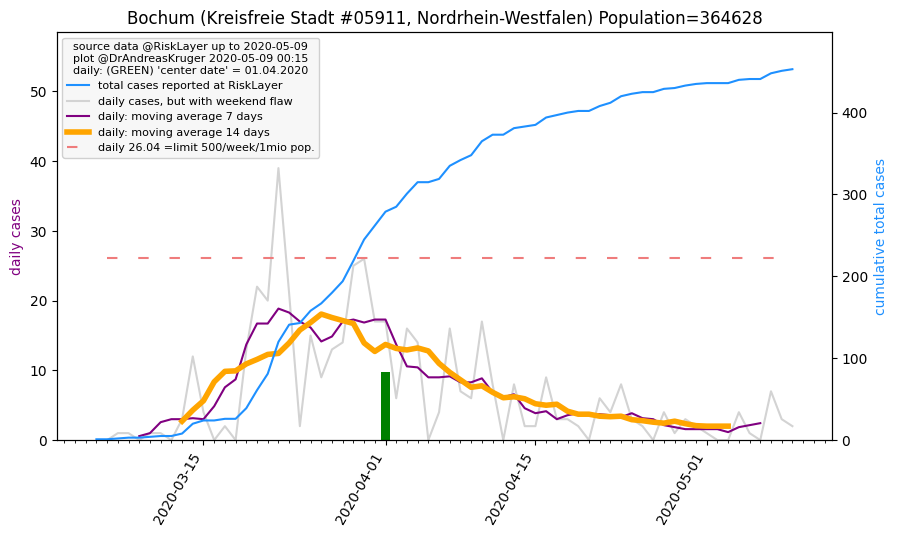 Bochum (Kreisfreie Stadt #05911, Nordrhein-Westfalen) Population=364628
source data @RiskLayer up to 2020-05-09
plot @DrAndreasKruger 2020-05-09 00:15
daily: (GREEN) 'center date' = 01.04.2020
total cases reported at RiskLayer
daily cases, but with weekend flaw
daily: moving average 7 days
daily: moving average 14 days
daily 26.04 =limit 500/week/1mio pop.
daily cases
50
40
30
20
10
0
400
300
200
100
0
cumulative total cases
2020-03-15
2020-04-01
2020-04-15
2020-05-01